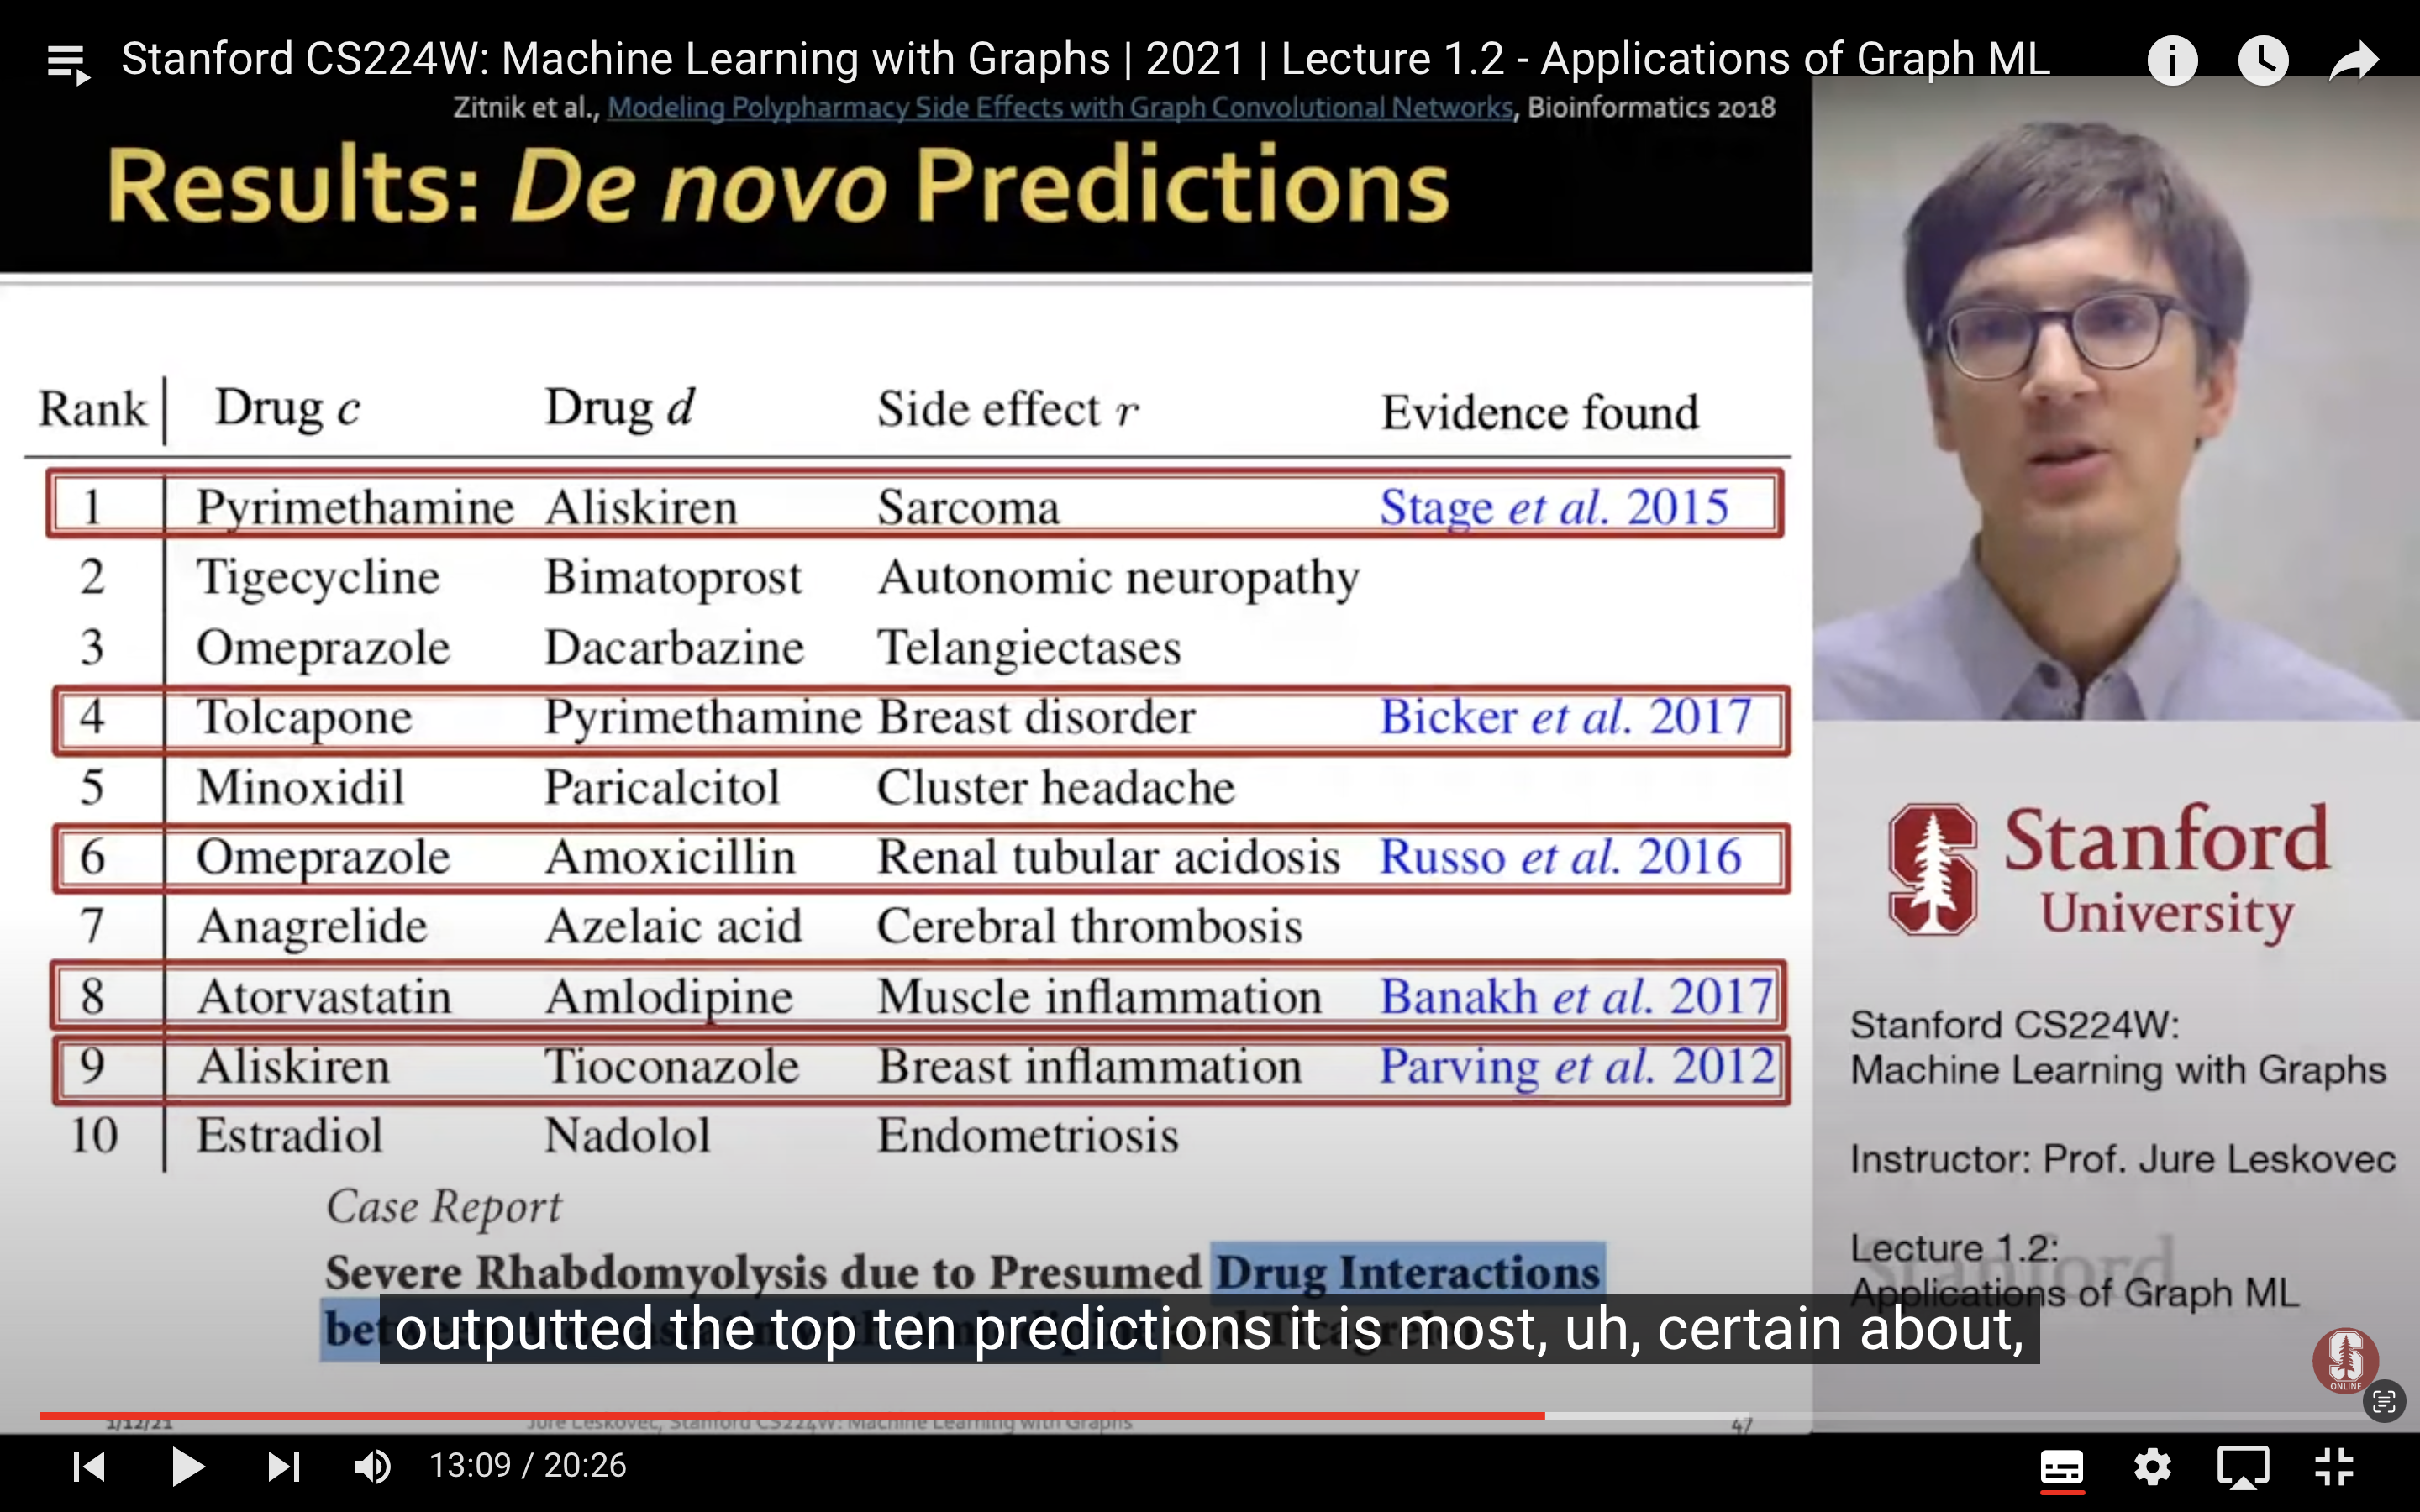 Stanford CS224W: Machine Learning with Graphs | 2021 | Lecture 1.2 - Applications of Graph ML
Zitnik et al., Modeling Polypharmacy Side Effects with Graph Convolutional Networks, Bioinformatics 2018
Results: De novo Predictions
Rank Drug c Drug d Side effect r Evidence found
1 Pyrimethamine Aliskiren Sarcoma Stage et al. 2015
2 Tigecycline Bimatoprost Autonomic neuropathy
3 Omeprazole Dacarbazine Telangiectases
4 Tolcapone Pyrimethamine Breast disorder Bicker et al. 2017
5 Minoxidil Paricalcitol Cluster headache
6 Omeprazole Amoxicillin Renal tubular acidosis Russo et al. 2016
7 Anagrelide Azelaic acid Cerebral thrombosis
8 Atorvastatin Amlodipine Muscle inflammation Banakh et al. 2017
9 Aliskiren Tioconazole Breast inflammation Parving et al. 2012
10 Estradiol Nadolol Endometriosis
Case Report
Severe Rhabdomyolysis due to Presumed Drug Interactions
outputted the top ten predictions it is most, uh, certain about,
1/12/21 Jure Leskovec, Stanford CS224W: Machine Learning with Graphs 47
Stanford
University
Stanford CS224W:
Machine Learning with Graphs
Instructor: Prof. Jure Leskovec
Lecture 1.2:
Applications of Graph ML
Stanford
S
ONLINE
13:09 / 20:26